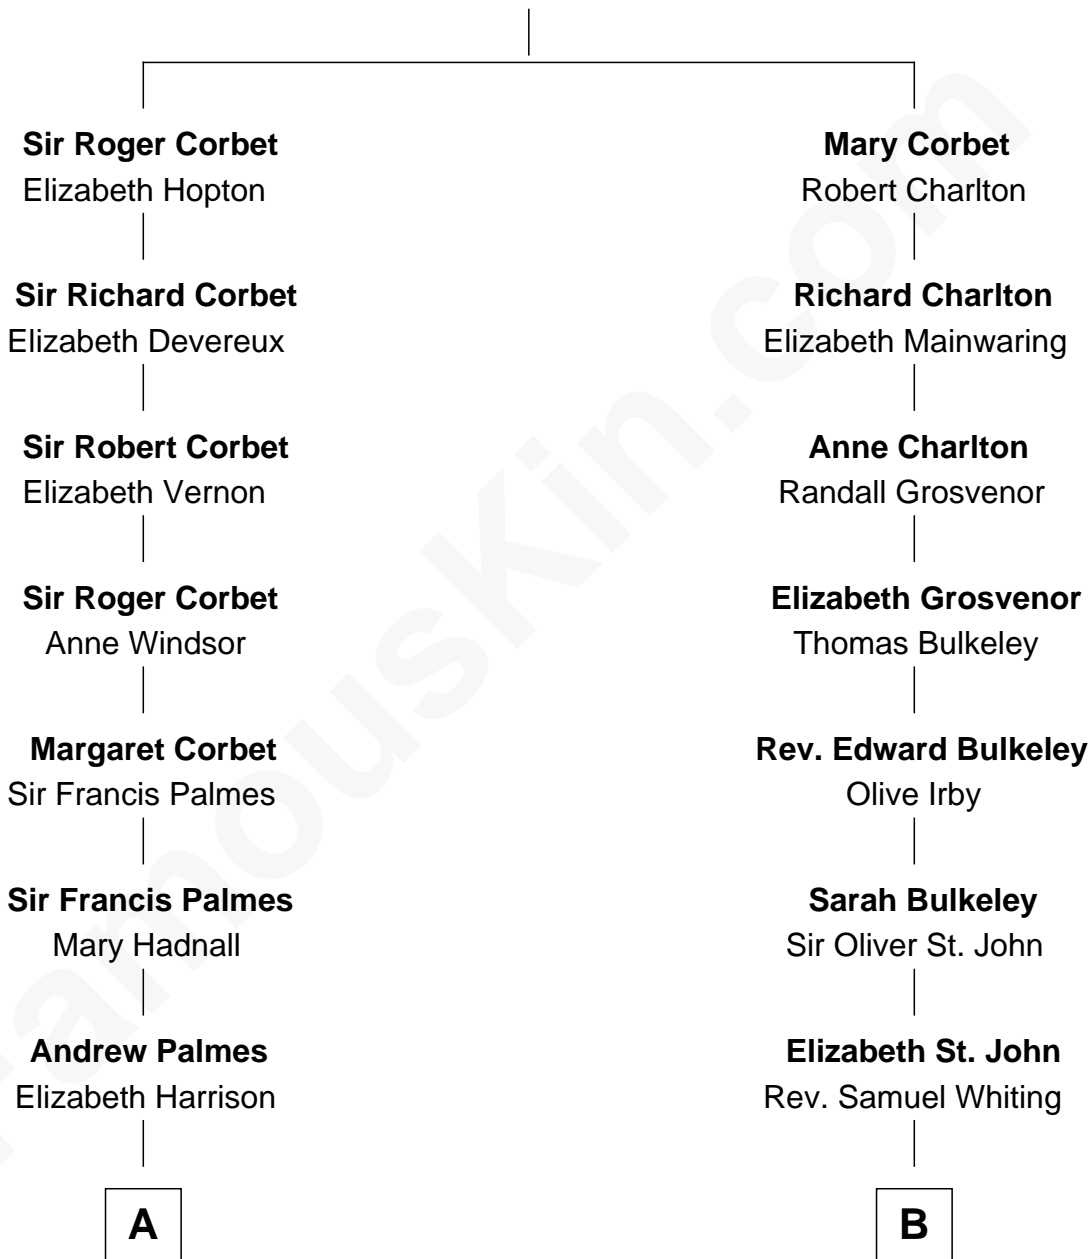 Sir Roger Corbet
Elizabeth Hopton
Sir Richard Corbet
Elizabeth Devereux
Sir Robert Corbet
Elizabeth Vernon
Sir Roger Corbet
Anne Windsor
Margaret Corbet
Sir Francis Palmes
Sir Francis Palmes
Mary Hadnall
Andrew Palmes
Elizabeth Harrison
A
Mary Corbet
Robert Charlton
Richard Charlton
Elizabeth Mainwaring
Anne Charlton
Randall Grosvenor
Elizabeth Grosvenor
Thomas Bulkeley
Rev. Edward Bulkeley
Olive Irby
Sarah Bulkeley
Sir Oliver St. John
Elizabeth St. John
Rev. Samuel Whiting
B
FamousKin.com